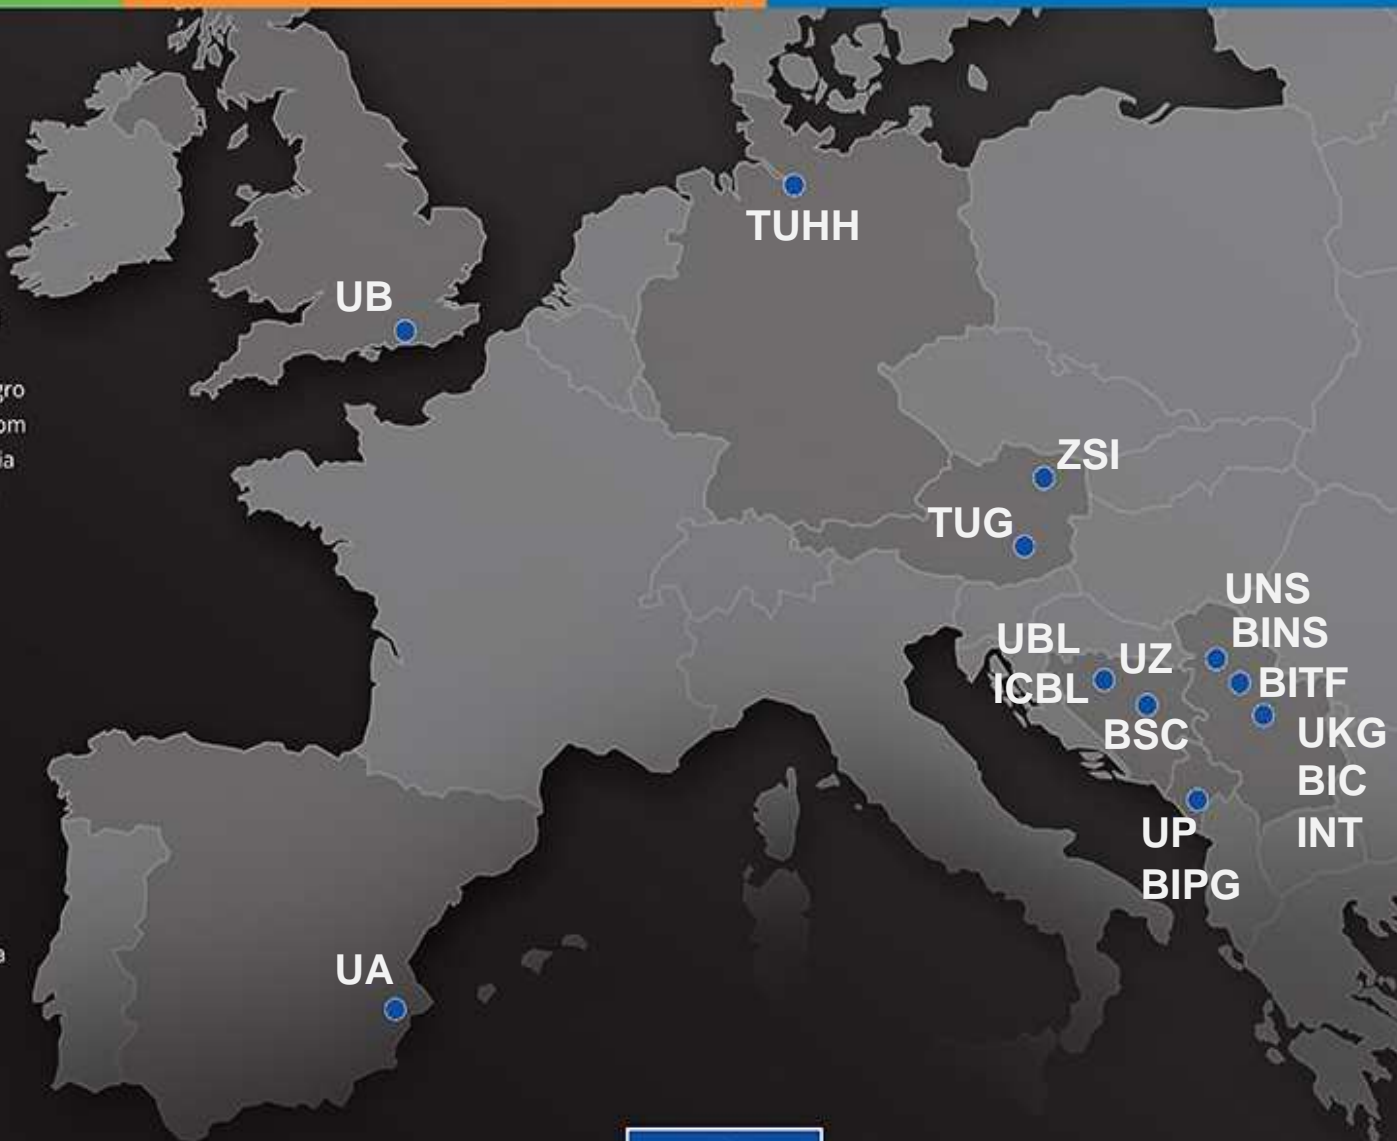 TUHH
UB
ZSI
TUG
UNS
UBL
BINS
UZ
ICBL
BITF
BSC
UKG
BIC
UP
INT
BIPG
UA